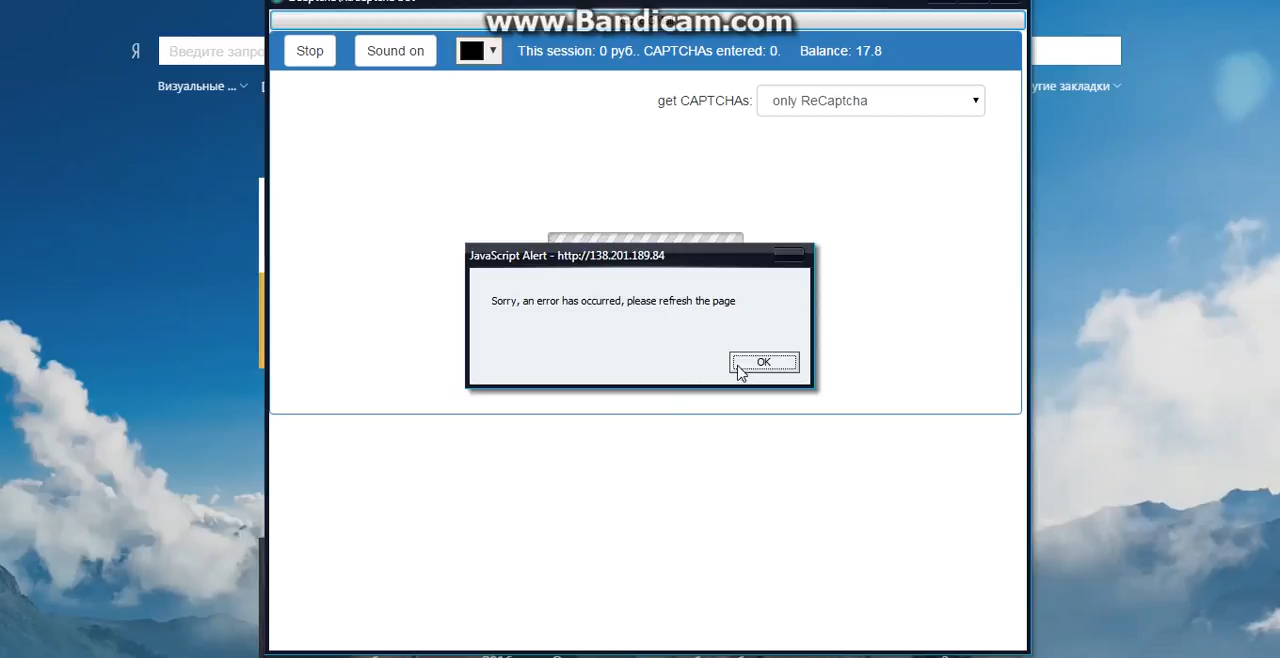 www.Bandicam.com
Я
Введите запро
Stop
Sound on
This session: 0 руб.. CAPTCHAs entered: 0.
Balance: 17.8
Визуальные ...
угие закладки
get CAPTCHAs:
only ReCaptcha
JavaScript Alert - http://138.201.189.84
Sorry, an error has occurred, please refresh the page
OK